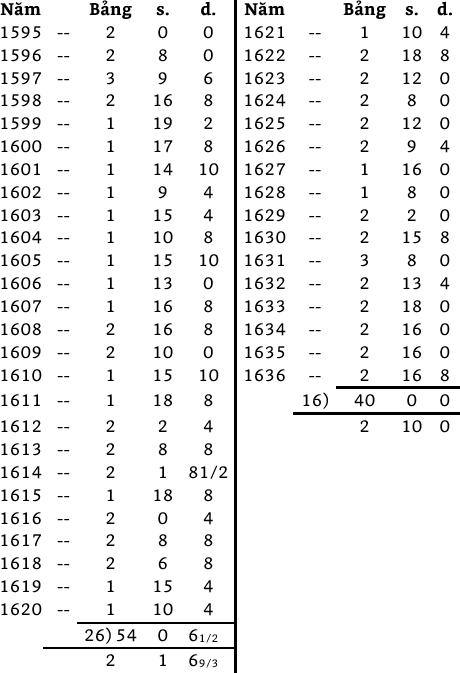 Năm Bảng s. d.
1595 -- 2 0 0
1596 -- 2 8 0
1597 -- 3 9 6
1598 -- 2 16 8
1599 -- 1 19 2
1600 -- 1 17 8
1601 -- 1 14 10
1602 -- 1 9 4
1603 -- 1 15 4
1604 -- 1 10 8
1605 -- 1 15 10
1606 -- 1 13 0
1607 -- 1 16 8
1608 -- 2 16 8
1609 -- 2 10 0
1610 -- 1 15 10
1611 -- 1 18 8
1612 -- 2 2 4
1613 -- 2 8 8
1614 -- 2 1 81/2
1615 -- 1 18 8
1616 -- 2 0 4
1617 -- 2 8 8
1618 -- 2 6 8
1619 -- 1 15 4
1620 -- 1 10 4
26) 54 0 6 1/2
2 1 6 9/3
Năm Bảng s. d.
1621 -- 1 10 4
1622 -- 2 18 8
1623 -- 2 12 0
1624 -- 2 8 0
1625 -- 2 12 0
1626 -- 2 9 4
1627 -- 1 16 0
1628 -- 1 8 0
1629 -- 2 2 0
1630 -- 2 15 8
1631 -- 3 8 0
1632 -- 2 13 4
1633 -- 2 18 0
1634 -- 2 16 0
1635 -- 2 16 0
1636 -- 2 16 8
16) 40 0 0
2 10 0